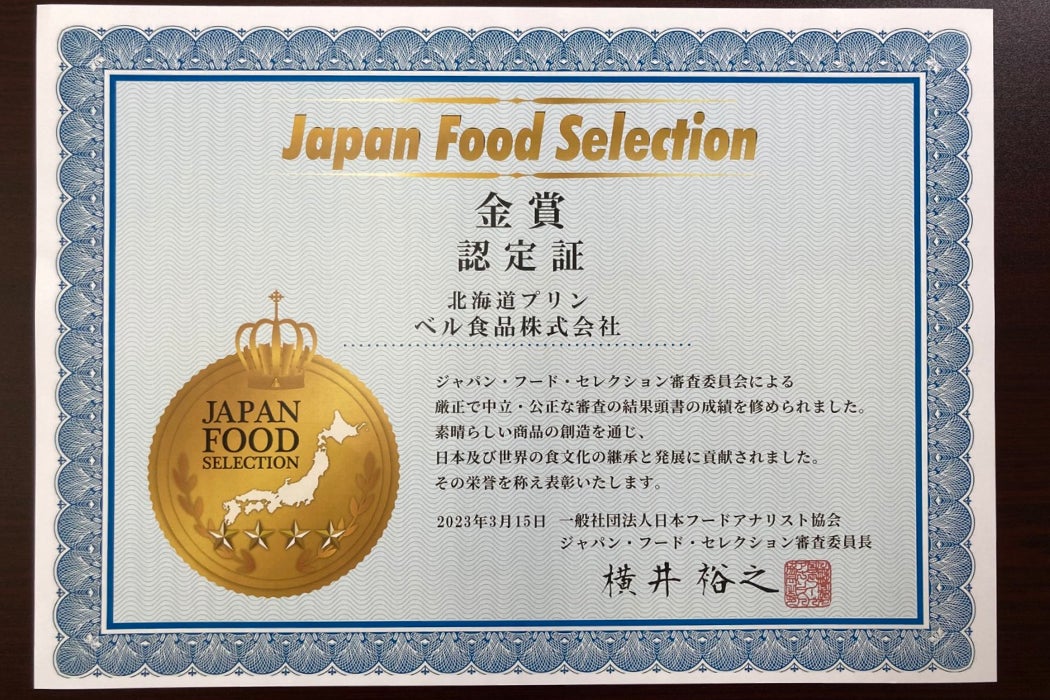 Japan Food Selection
金賞
認定証
北海道プリン
ベル食品株式会社
JAPAN
FOOD
SELECTION
ジャパン・フード・セレクション審査委員会による
厳正で中立・公正な審査の結果頭書の成績を修められました。
素晴らしい商品の創造を通じ、
日本及び世界の食文化の継承と発展に貢献されました。
その栄誉を称え表彰いたします。
2023年3月15日 一般社団法人日本フードアナリスト協会
ジャパン・フード・セレクション審査委員長
横井裕之